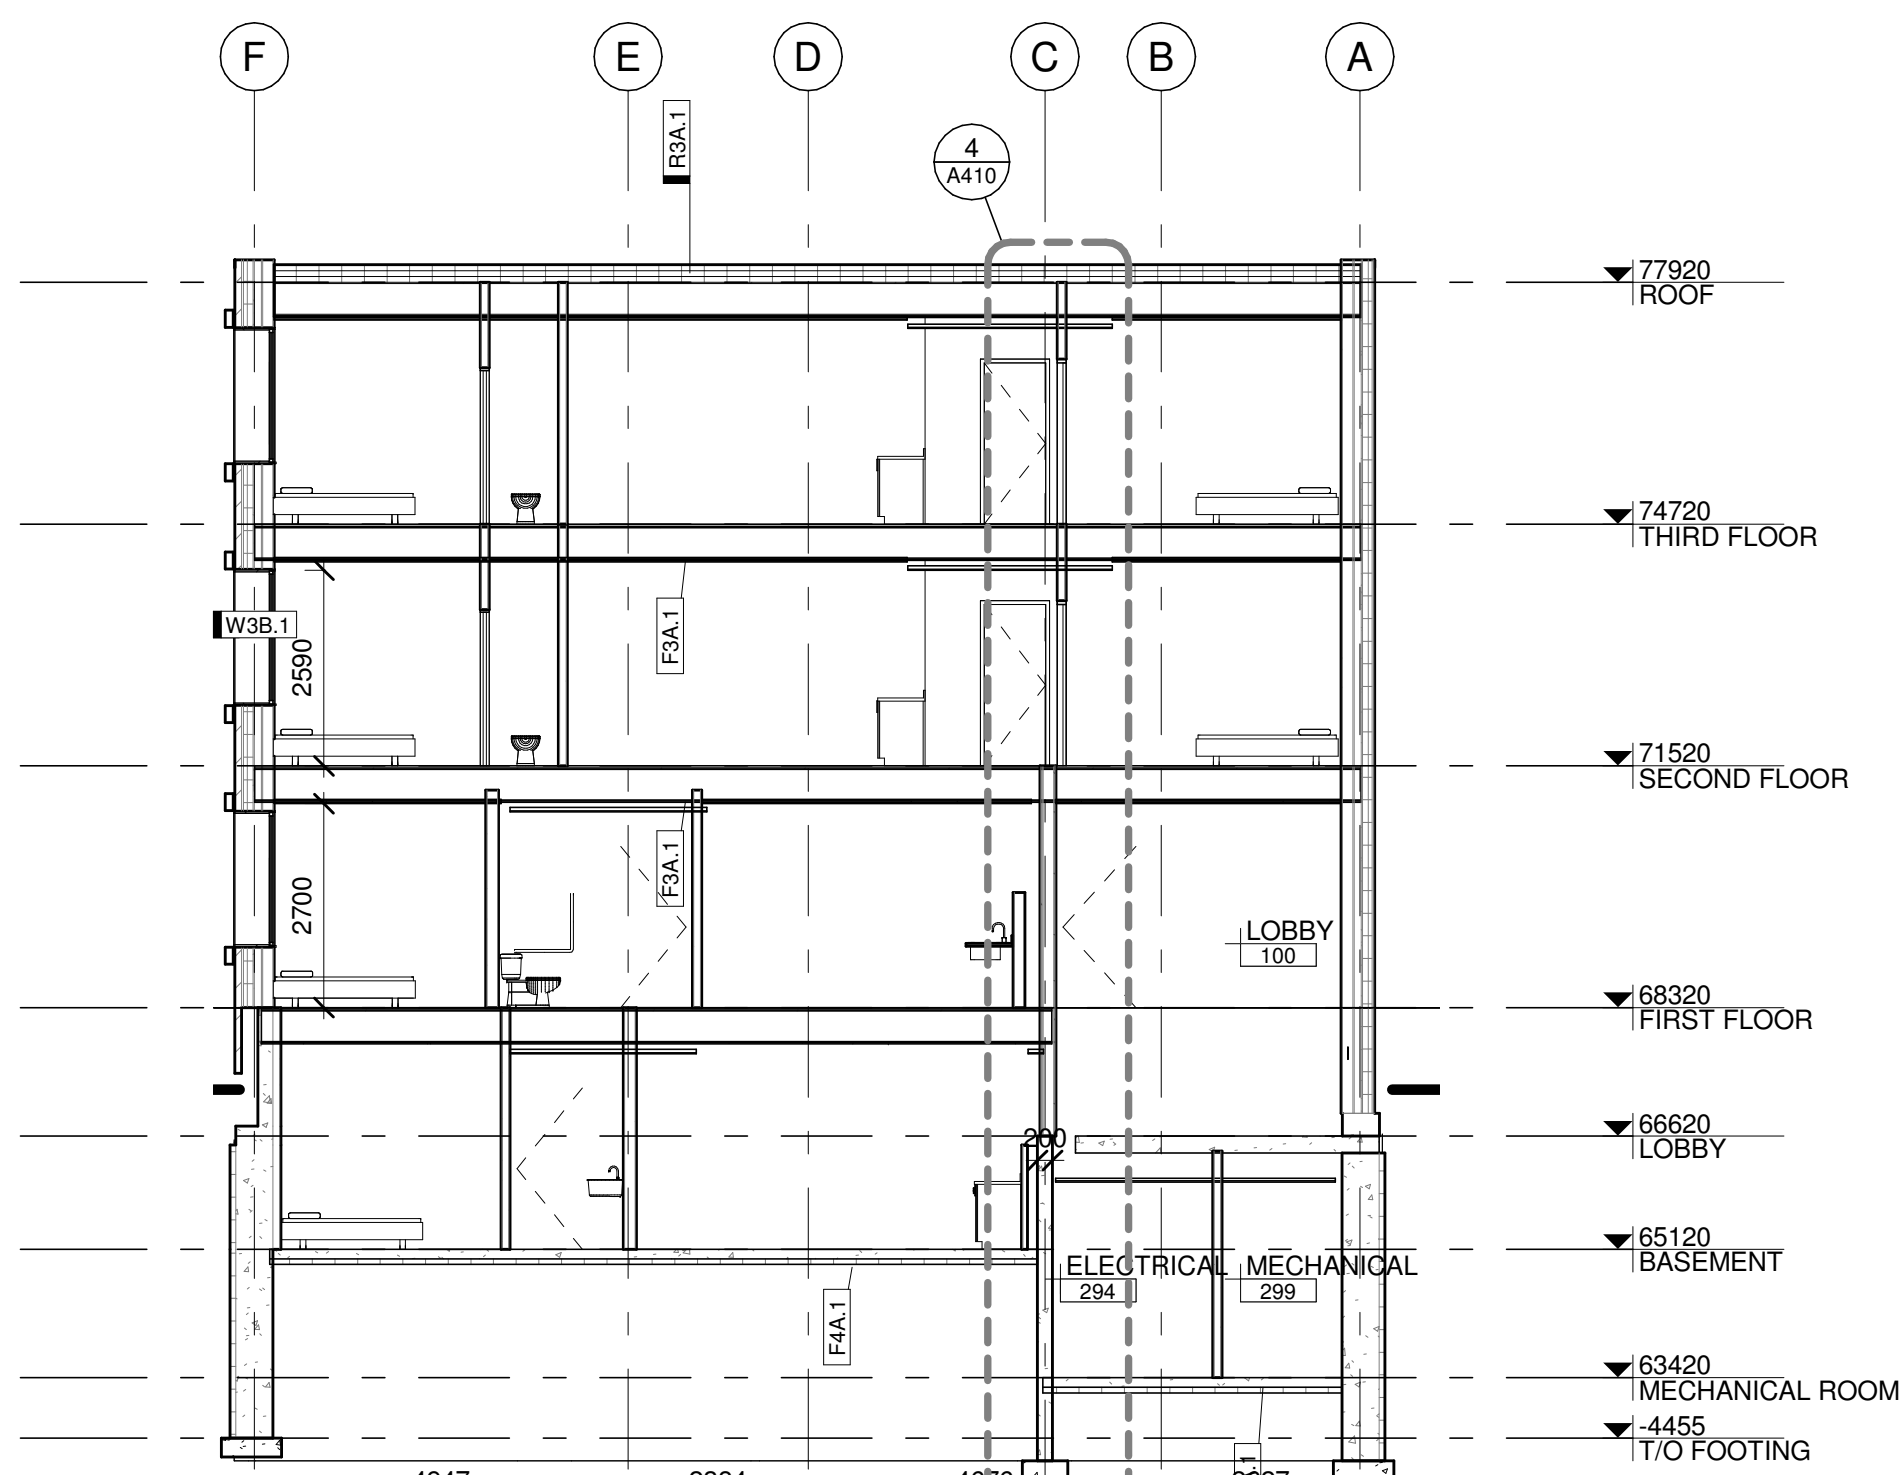 F
E
D
C
B
A
R3A.1
4
A410
77920
ROOF
74720
THIRD FLOOR
F3A.1
W3B.1
2590
71520
SECOND FLOOR
F3A.1
2700
LOBBY
100
68320
FIRST FLOOR
66620
LOBBY
200
65120
BASEMENT
ELECTRICAL
294
MECHANICAL
299
F4A.1
63420
MECHANICAL ROOM
-4455
T/O FOOTING